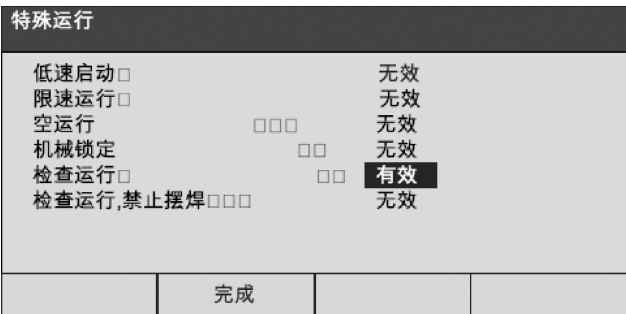 特殊运行
低速启动□ 无效
限速运行□ 无效
空运行 □□□ 无效
机械锁定 □□ 无效
检查运行□ □□ 有效
检查运行,禁止摆焊□□□ 无效
完成